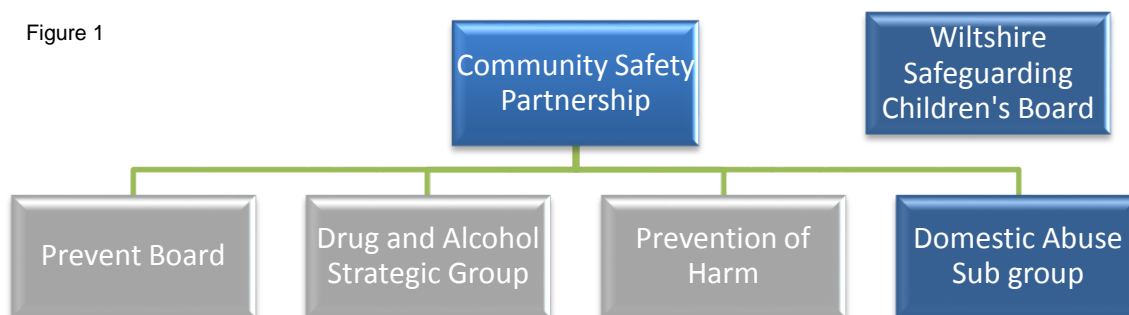 Figure 1
Community Safety
Partnership
Wiltshire
Safeguarding
Children's Board
Prevent Board
Drug and Alcohol
Strategic Group
Prevention of
Harm
Domestic Abuse
Sub group